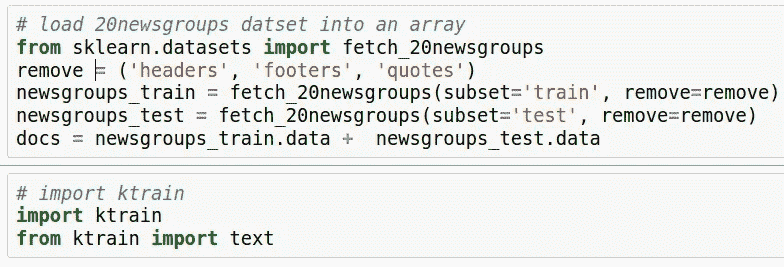 # load 20newsgroups datset into an array
from sklearn.datasets import fetch_20newsgroups
remove = ('headers', 'footers', 'quotes')
newsgroups_train = fetch_20newsgroups(subset='train', remove=remove)
newsgroups_test = fetch_20newsgroups(subset='test', remove=remove)
docs = newsgroups_train.data +  newsgroups_test.data
# import ktrain
import ktrain
from ktrain import text